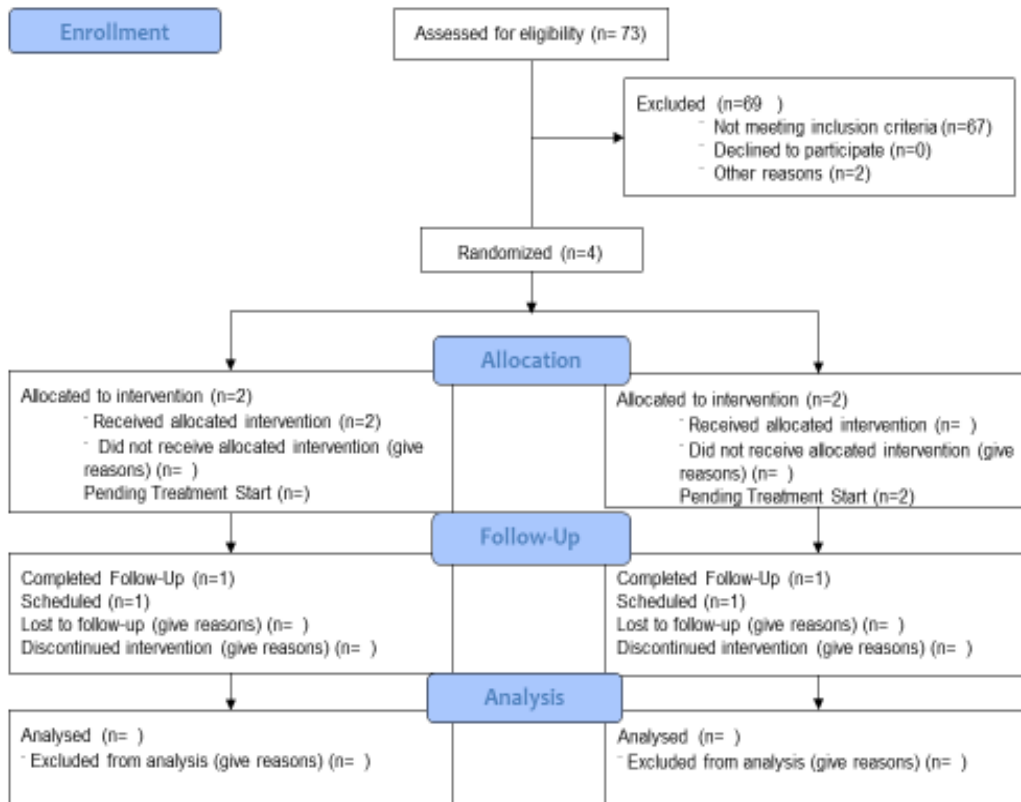 Enrollment
Assessed for eligibility (n= 73)
Excluded (n=69 )
- Not meeting inclusion criteria (n=67)
- Declined to participate (n=0)
- Other reasons (n=2)
Randomized (n=4)
Allocation
Allocated to intervention (n=2)
- Received allocated intervention (n=2)
- Did not receive allocated intervention (give
reasons) (n= )
Pending Treatment Start (n=)
Allocated to intervention (n=2)
- Received allocated intervention (n= )
- Did not receive allocated intervention (give
reasons) (n= )
Pending Treatment Start (n=2)
Follow-Up
Completed Follow-Up (n=1)
Scheduled (n=1)
Lost to follow-up (give reasons) (n= )
Discontinued intervention (give reasons) (n= )
Completed Follow-Up (n=1)
Scheduled (n=1)
Lost to follow-up (give reasons) (n= )
Discontinued intervention (give reasons) (n= )
Analysis
Analysed (n= )
- Excluded from analysis (give reasons) (n= )
Analysed (n= )
- Excluded from analysis (give reasons) (n= )